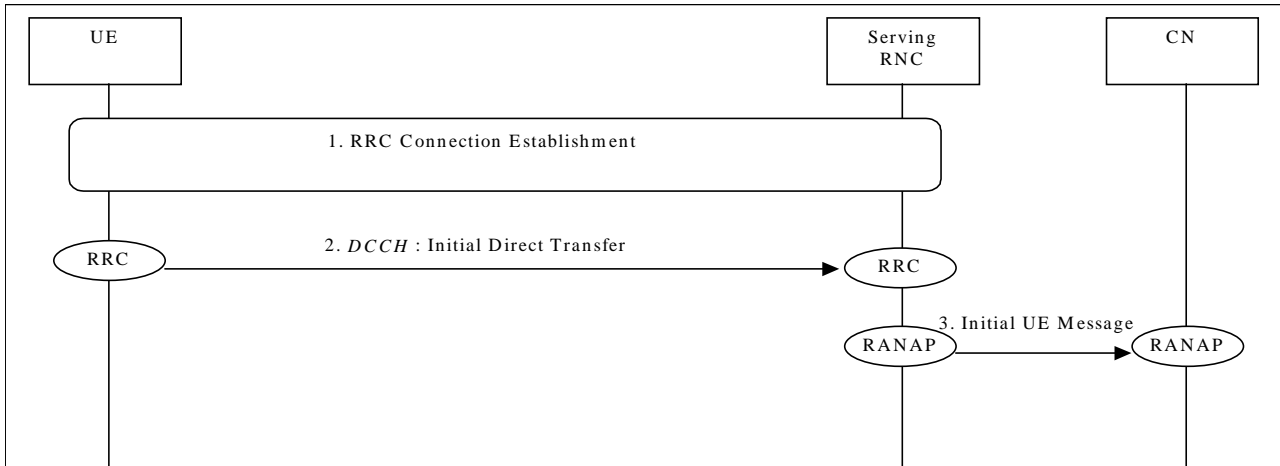 UE
Serving
RNC
CN
1. RRC Connection Establishment
2. DCCH : Initial Direct Transfer
RRC
RRC
3. Initial UE Message
RANAP
RANAP